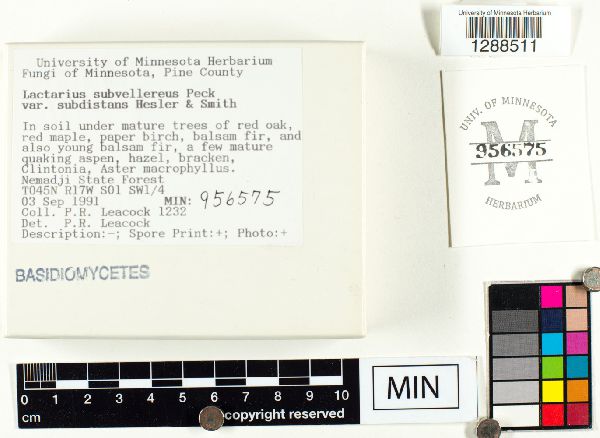 University of Minnesota Herbarium
Fungi of Minnesota, Pine County
Lactarius subvellereus Peck
var. subdistans Hesler & Smith
In soil under mature trees of red oak,
red maple, paper birch, balsam fir, and
also young balsam fir, a few mature
quaking aspen, hazel, bracken,
Clintonia, Aster macrophyllus.
Nemadji State Forest
T045N R17W S01 SW1/4
03 Sep 1991 MIN: 956575
Coll. P.R. Leacock 1232
Det. P.R. Leacock
Description:-; Spore Print:+; Photo:+
BASIDIOMYCETES
University of Minnesota Herbarium
1288511
UNIV. OF MINNESOTA
M
956575
HERBARIUM
0 1 2 3 4 5 6 7 8 9 10
cm
copyright reserved
MIN